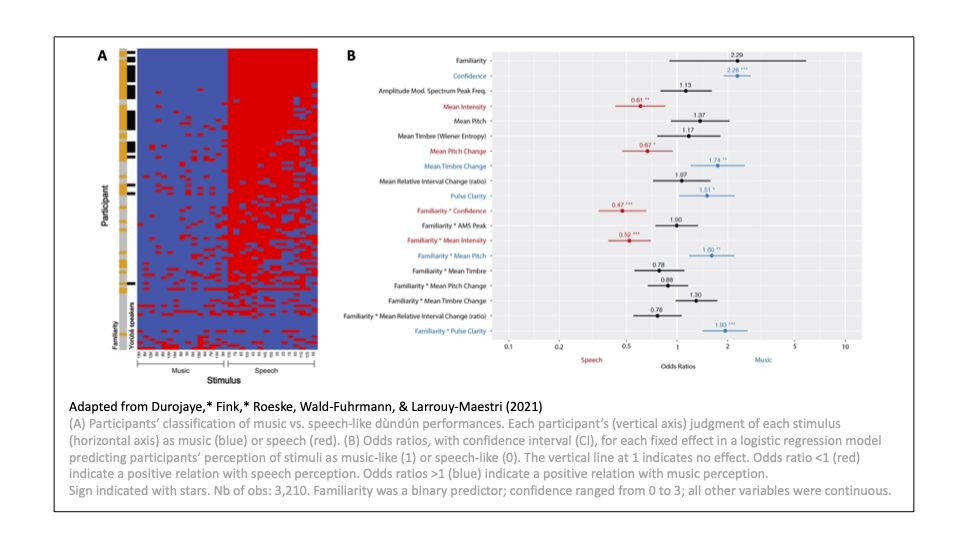 A
Participant
Familiarity
Yorùbá speakers
Music
Speech
Stimulus
B
Familiarity 2.29
Confidence 2.28 ***
Amplitude Mod. Spectrum Peak Freq. 1.13
Mean Intensity 0.61 **
Mean Pitch 1.37
Mean Timbre (Wiener Entropy) 1.17
Mean Pitch Change 0.67 *
Mean Timbre Change 1.74 **
Mean Relative Interval Change (ratio) 1.07
Pulse Clarity 1.51 *
Familiarity * Confidence 0.47 ***
Familiarity * AMS Peak 1.00
Familiarity * Mean Intensity 0.52 ***
Familiarity * Mean Pitch 1.60 **
Familiarity * Mean Timbre 0.78
Familiarity * Mean Pitch Change 0.88
Familiarity * Mean Timbre Change 1.30
Familiarity * Mean Relative Interval Change (ratio) 0.76
Familiarity * Pulse Clarity 1.93 ***
0.1 0.2 0.5 1 2 5 10
Speech Music
Odds Ratios
Adapted from Durojaye,* Fink,* Roeske, Wald-Fuhrmann, & Larrouy-Maestri (2021)
(A) Participants' classification of music vs. speech-like dùndún performances. Each participant's (vertical axis) judgment of each stimulus
(horizontal axis) as music (blue) or speech (red). (B) Odds ratios, with confidence interval (CI), for each fixed effect in a logistic regression model
predicting participants' perception of stimuli as music-like (1) or speech-like (0). The vertical line at 1 indicates no effect. Odds ratio <1 (red)
indicate a positive relation with speech perception. Odds ratios >1 (blue) indicate a positive relation with music perception.
Sign indicated with stars. Nb of obs: 3,210. Familiarity was a binary predictor; confidence ranged from 0 to 3; all other variables were continuous.